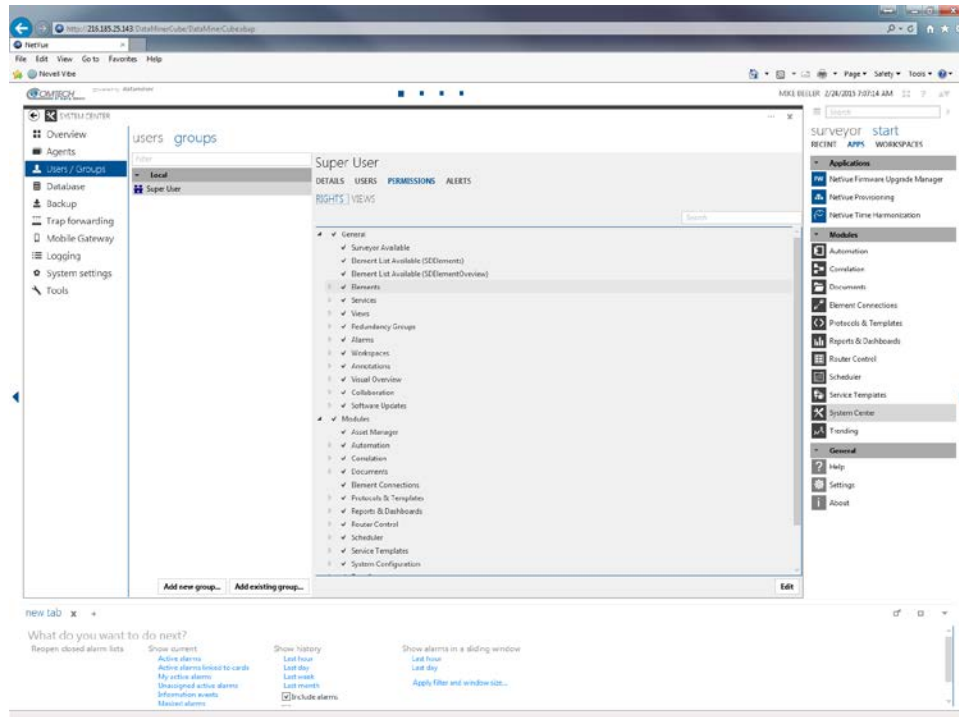 http://216.185.25.143/DataMinerCube/DataMinerCube.xbap
NetVue
File Edit View Go to Favorites Help
Novell Vibe
Page Safety Tools
COMTECH
powered by dataminer
MIKE BEELER 2/24/2015 7:07:14 AM
SYSTEM CENTER
Overview
Agents
Users / Groups
Database
Backup
Trap forwarding
Mobile Gateway
Logging
System settings
Tools
users groups
Filter
Local
Super User
Add new group...
Add existing group...
Super User
DETAILS USERS PERMISSIONS ALERTS
RIGHTS VIEWS
Search
General
Surveyor Available
Element List Available (SDElements)
Element List Available (SDElementOveview)
Elements
Services
Views
Redundancy Groups
Alarms
Workspaces
Annotations
Visual Overview
Collaboration
Software Updates
Modules
Asset Manager
Automation
Correlation
Documents
Element Connections
Protocols & Templates
Reports & Dashboards
Router Control
Scheduler
Service Templates
System Configuration
Edit
Search
surveyor start
RECENT APPS WORKSPACES
Applications
NetVue Firmware Upgrade Manager
NetVue Provisioning
NetVue Time Harmonization
Modules
Automation
Correlation
Documents
Element Connections
Protocols & Templates
Reports & Dashboards
Router Control
Scheduler
Service Templates
System Center
Trending
General
Help
Settings
About
new tab x +
What do you want to do next?
Reopen closed alarm lists
Show current
Active alarms
Active alarms linked to cards
My active alarms
Unassigned active alarms
Information events
Masked alarms
Show history
Last hour
Last day
Last week
Last month
Include alarms
Show alarms in a sliding window
Last hour
Last day
Apply filter and window size...